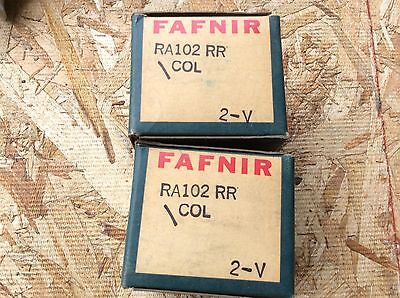 FAFNIR
RA102 RR
\COL
2-V
FAFNIR
RA102 RR
\COL
2-V